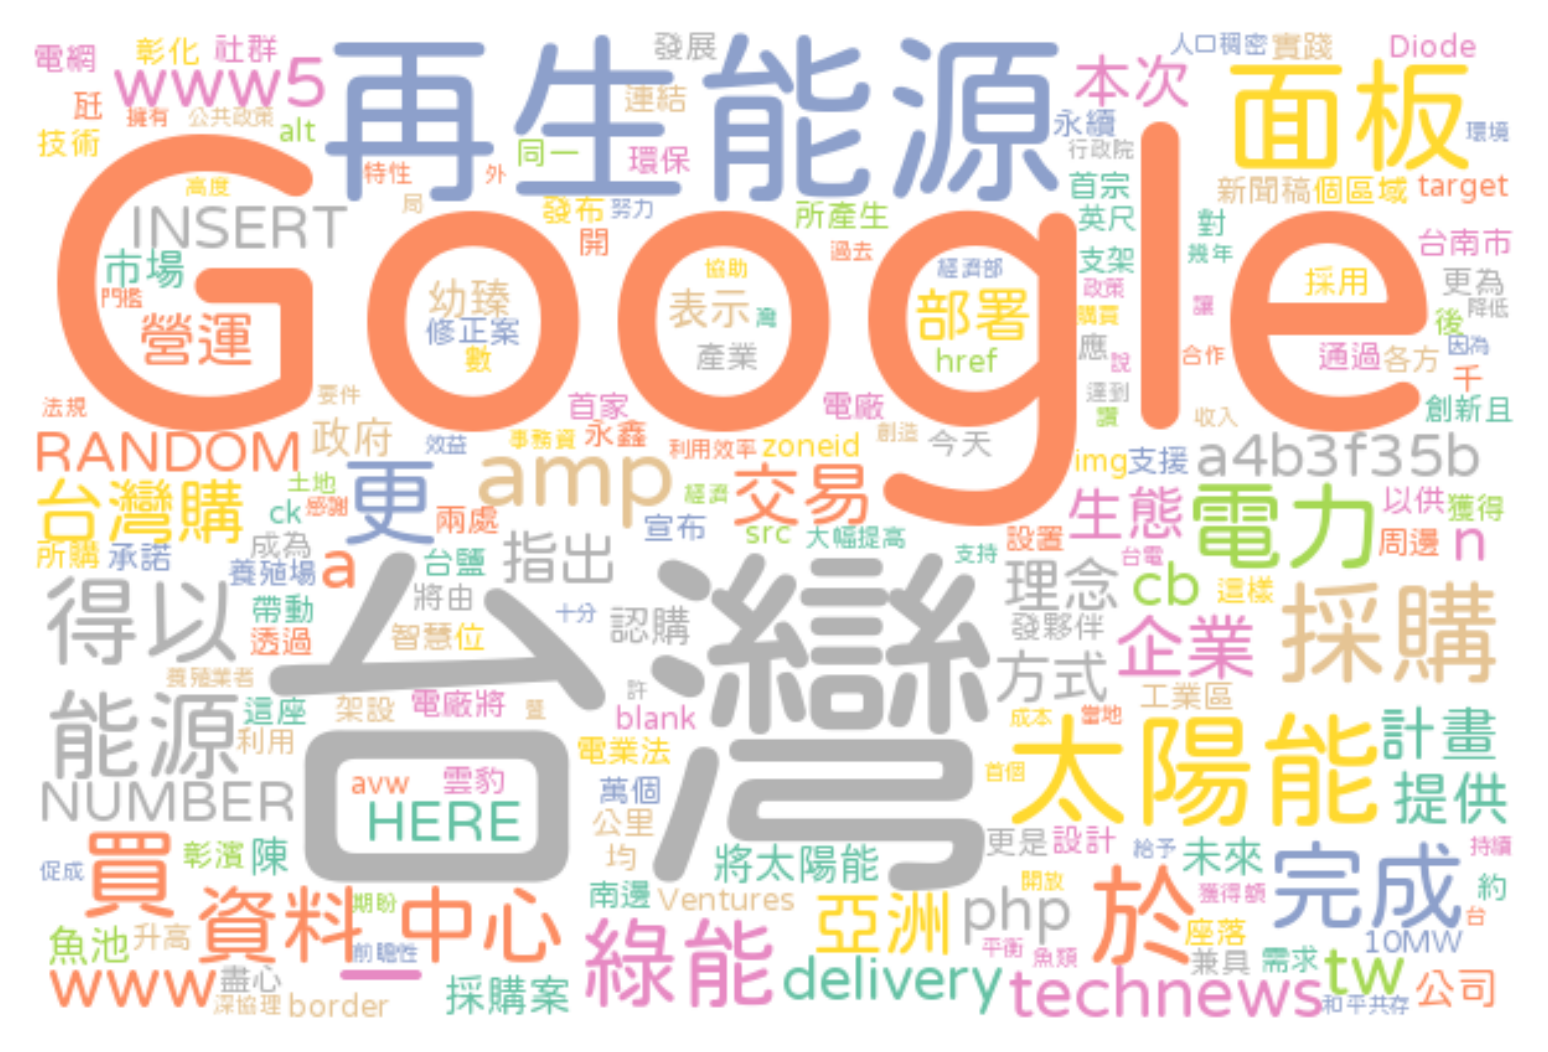 電網 彰化 社群 再生能源 發展 本次 人口稠密 實踐 Diode
www5 連結 面板
瓩 擁有 公共政策 alt 同一 環保 永續 環境
技術 特性 外 行政院
高度 局 發布 努力 所產生 首宗 新聞稿 個區域 target
INSERT 開 過去 英尺 對 台南市
Google
市場 幼臻 協助 經濟部 支架 幾年 採用 更為
門檻 表示 灣 部署 政策 讓 降低
營運 修正案 購買 後
數 產業 href 應 說 合作 通過 各方 因為
要件 達到 千
法規 首家 電廠 讚 收入 創新且
RANDOM 政府 效益 事務資 永鑫 利用效率 zoneid 創造 今天 img 支援 a4b3f35b
台灣購 土地 更 amp 經濟 交易 生態 電力 以供 獲得
ck 感謝 兩處 宣布 src 大幅提高 設置 周邊 n
所購 承諾 成為 台鹽 指出 支持 台電
養殖場 a 理念 cb 這樣 採購
得以 帶動 將由 十分 認購 發夥伴 企業
透過 智慧 位 台灣 方式
養殖業者 許 工業區
能源 這座 架設 電廠將 暨 blank 成本 當地 太陽能 計畫
利用 電業法 首個
NUMBER avw 雲豹 萬個 提供
HERE 公里
買 彰濱 陳 均 將太陽能 更是 設計 給予 未來 完成 持續
促成 資料 中心 期盼 南邊 Ventures 亞洲 開放 php 於 獲得額 約
魚池 升高 前瞻性 綠能 平衡 魚類 座落 10MW 台
www 盡心 一 採購案 delivery technews 兼具 需求 tw 公司
深協理 border 和平共存